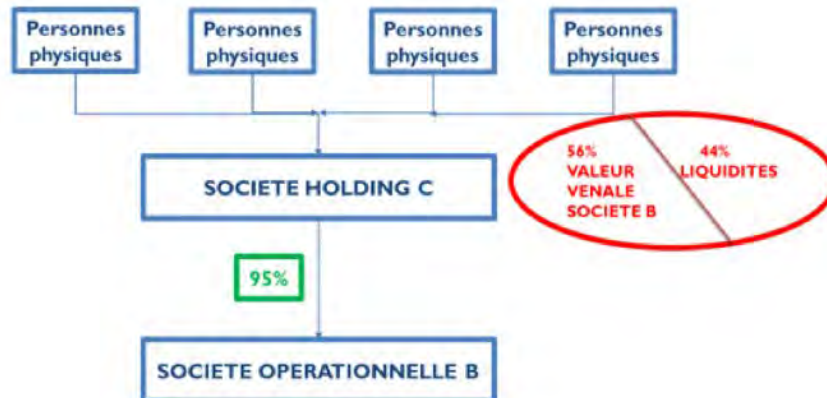 Personnes
physiques
Personnes
physiques
Personnes
physiques
Personnes
physiques
56%
VALEUR
VENALE
SOCIETE B
44%
LIQUIDITES
SOCIETE HOLDING C
95%
SOCIETE OPERATIONNELLE B